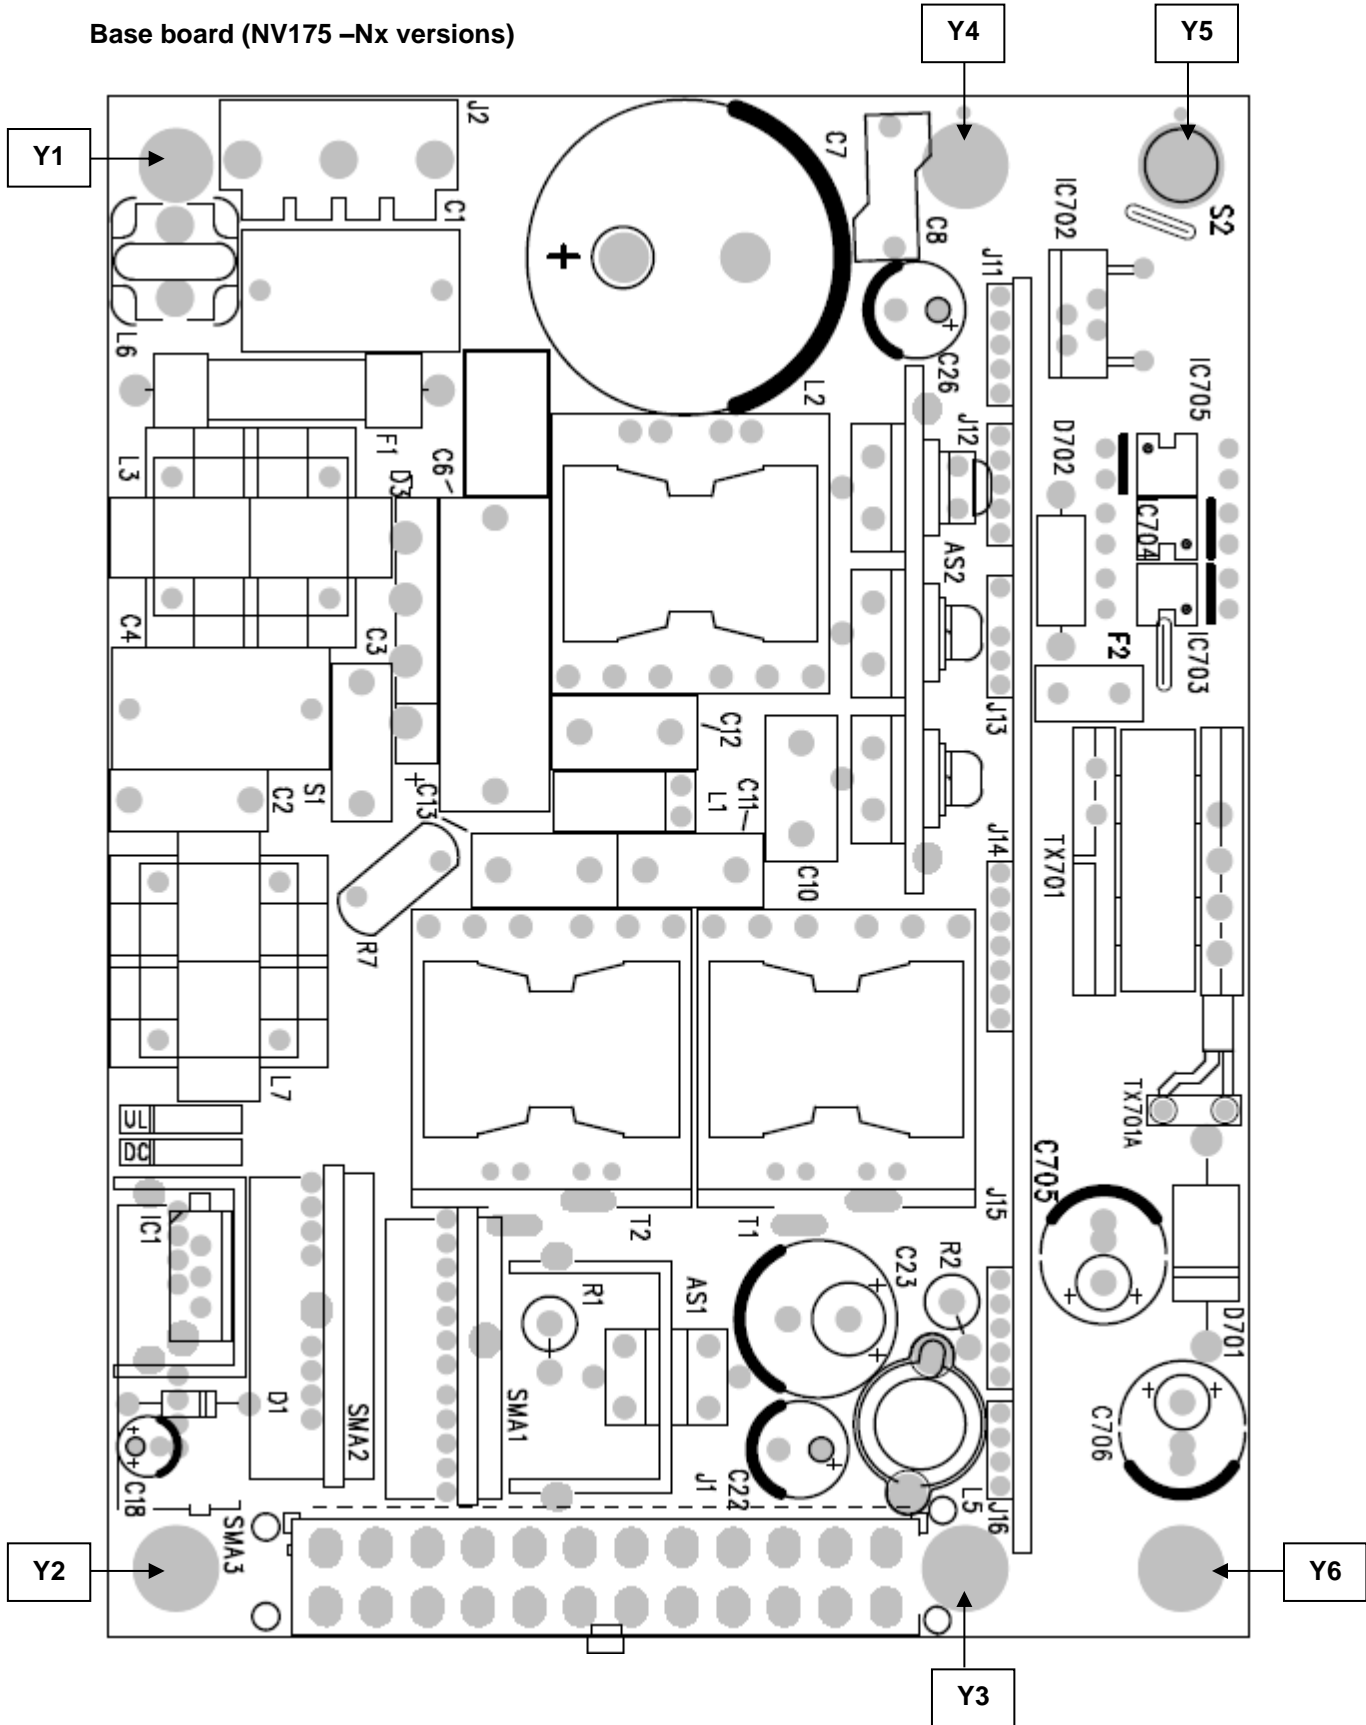 Base board (NV175 –Nx versions)
Y4
Y5
Y1
J2
C7
C1
C8
IC702
S2
J11
L6
C26
IC705
L2
F1
J12
D702
L3
D3
C6
IC704
AS2
C4
C3
F2
IC703
J13
C12
+
C13
C11
L1
C2
S1
J14
TX701
C10
R7
L7
TX701A
UL
DC
C705
IC1
T2
T1
J15
C23
R2
R1
AS1
D701
D1
SMA2
SMA1
C706
C18
J1
C22
L5
J16
SMA3
Y2
Y6
Y3